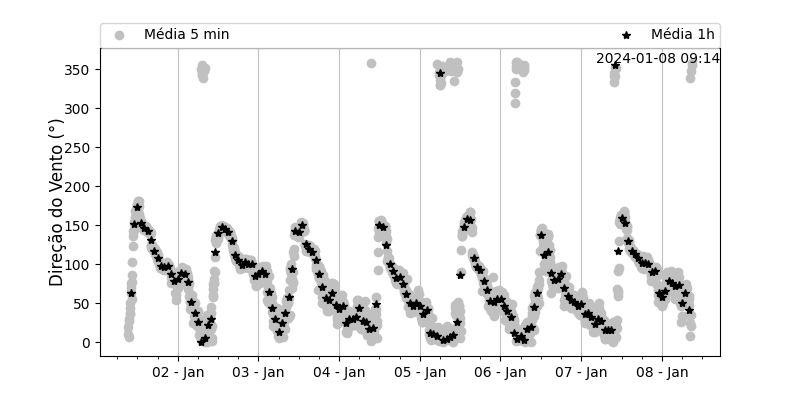 Média 5 min
Média 1h
2024-01-08 09:14
Direção do Vento (°)
350
300
250
200
150
100
50
0
02 - Jan
03 - Jan
04 - Jan
05 - Jan
06 - Jan
07 - Jan
08 - Jan